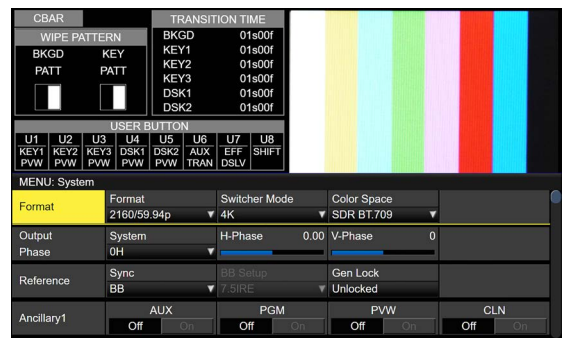 CBAR
WIPE PATTERN
BKGD KEY
PATT PATT
TRANSITION TIME
BKGD 01s00f
KEY1 01s00f
KEY2 01s00f
KEY3 01s00f
DSK1 01s00f
DSK2 01s00f
USER BUTTON
U1 U2 U3 U4 U5 U6 U7 U8
KEY1 KEY2 KEY3 DSK1 DSK2 AUX EFF SHIFT
PVW PVW PVW PVW PVW TRAN DSLV
MENU: System
Format Format Switcher Mode Color Space
2160/59.94p 4K SDR BT.709
Output System H-Phase 0.00 V-Phase 0
Phase 0H
Reference Sync BB Setup Gen Lock
BB 7.5IRE Unlocked
Ancillary1 AUX PGM PVW CLN
Off On Off On Off On Off On